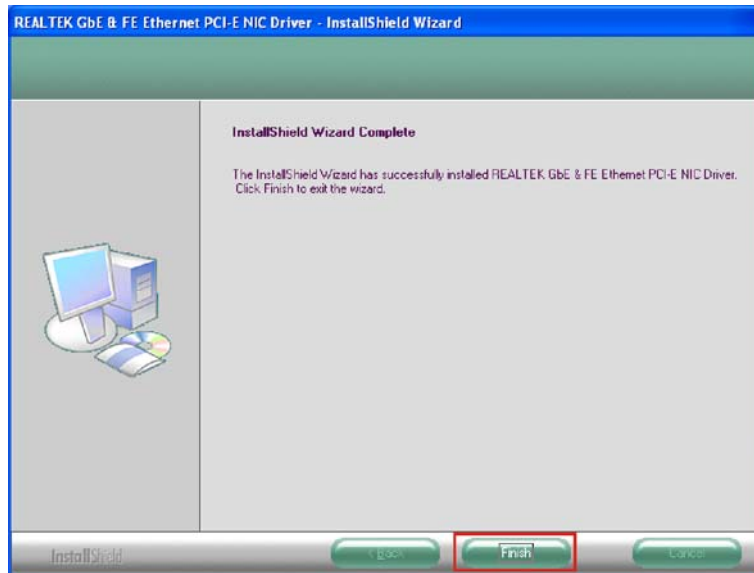 REALTEK GbE & FE Ethernet PCI-E NIC Driver - InstallShield Wizard
InstallShield Wizard Complete
The InstallShield Wizard has successfully installed REALTEK GbE & FE Ethernet PCI-E NIC Driver.
Click Finish to exit the wizard.
InstallShield
< Back
Finish
Cancel